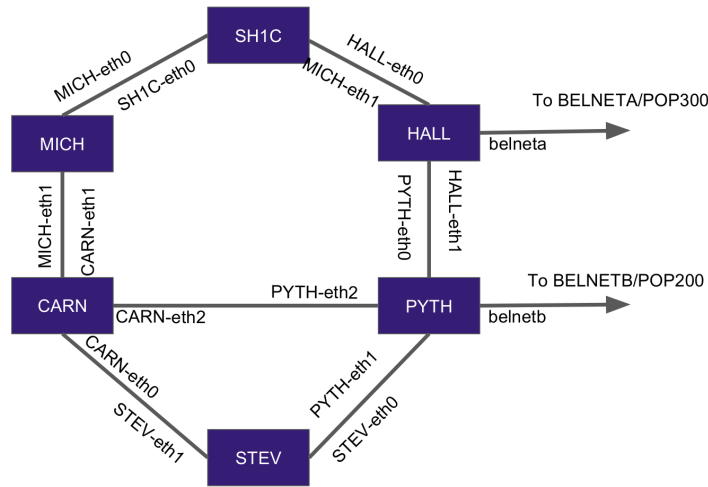 SH1C
MICH-eth0
SH1C-eth0
HALL-eth0
MICH-eth1
To BELNETA/POP300
MICH
HALL
belneta
MICH-eth1
CARN-eth1
PYTH-eth0
HALL-eth1
To BELNETB/POP200
CARN
PYTH-eth2
CARN-eth2
PYTH
belnetb
CARN-eth0
STEV-eth1
PYTH-eth1
STEV-eth0
STEV